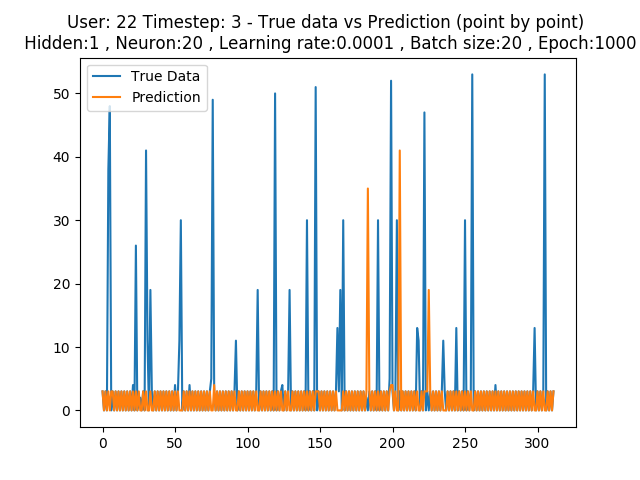 User: 22 Timestep: 3 - True data vs Prediction (point by point)
Hidden:1 , Neuron:20 , Learning rate:0.0001 , Batch size:20 , Epoch:1000
True Data
Prediction
50
40
30
20
10
0
0 50 100 150 200 250 300